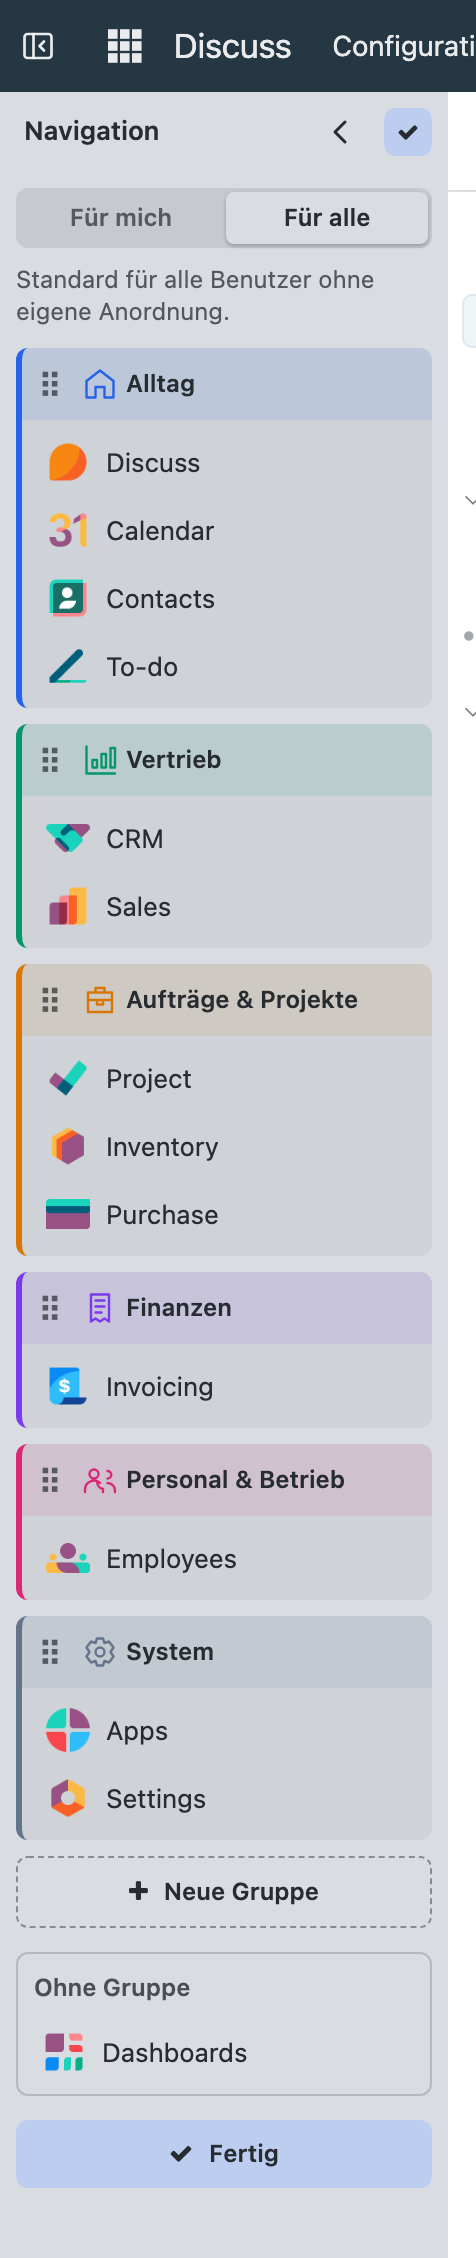 Discuss Configurati
Navigation
Für mich Für alle
Standard für alle Benutzer ohne
eigene Anordnung.
Alltag
Discuss
31 Calendar
Contacts
To-do
Vertrieb
CRM
Sales
Aufträge & Projekte
Project
Inventory
Purchase
Finanzen
$ Invoicing
Personal & Betrieb
Employees
System
Apps
Settings
Neue Gruppe
Ohne Gruppe
Dashboards
Fertig